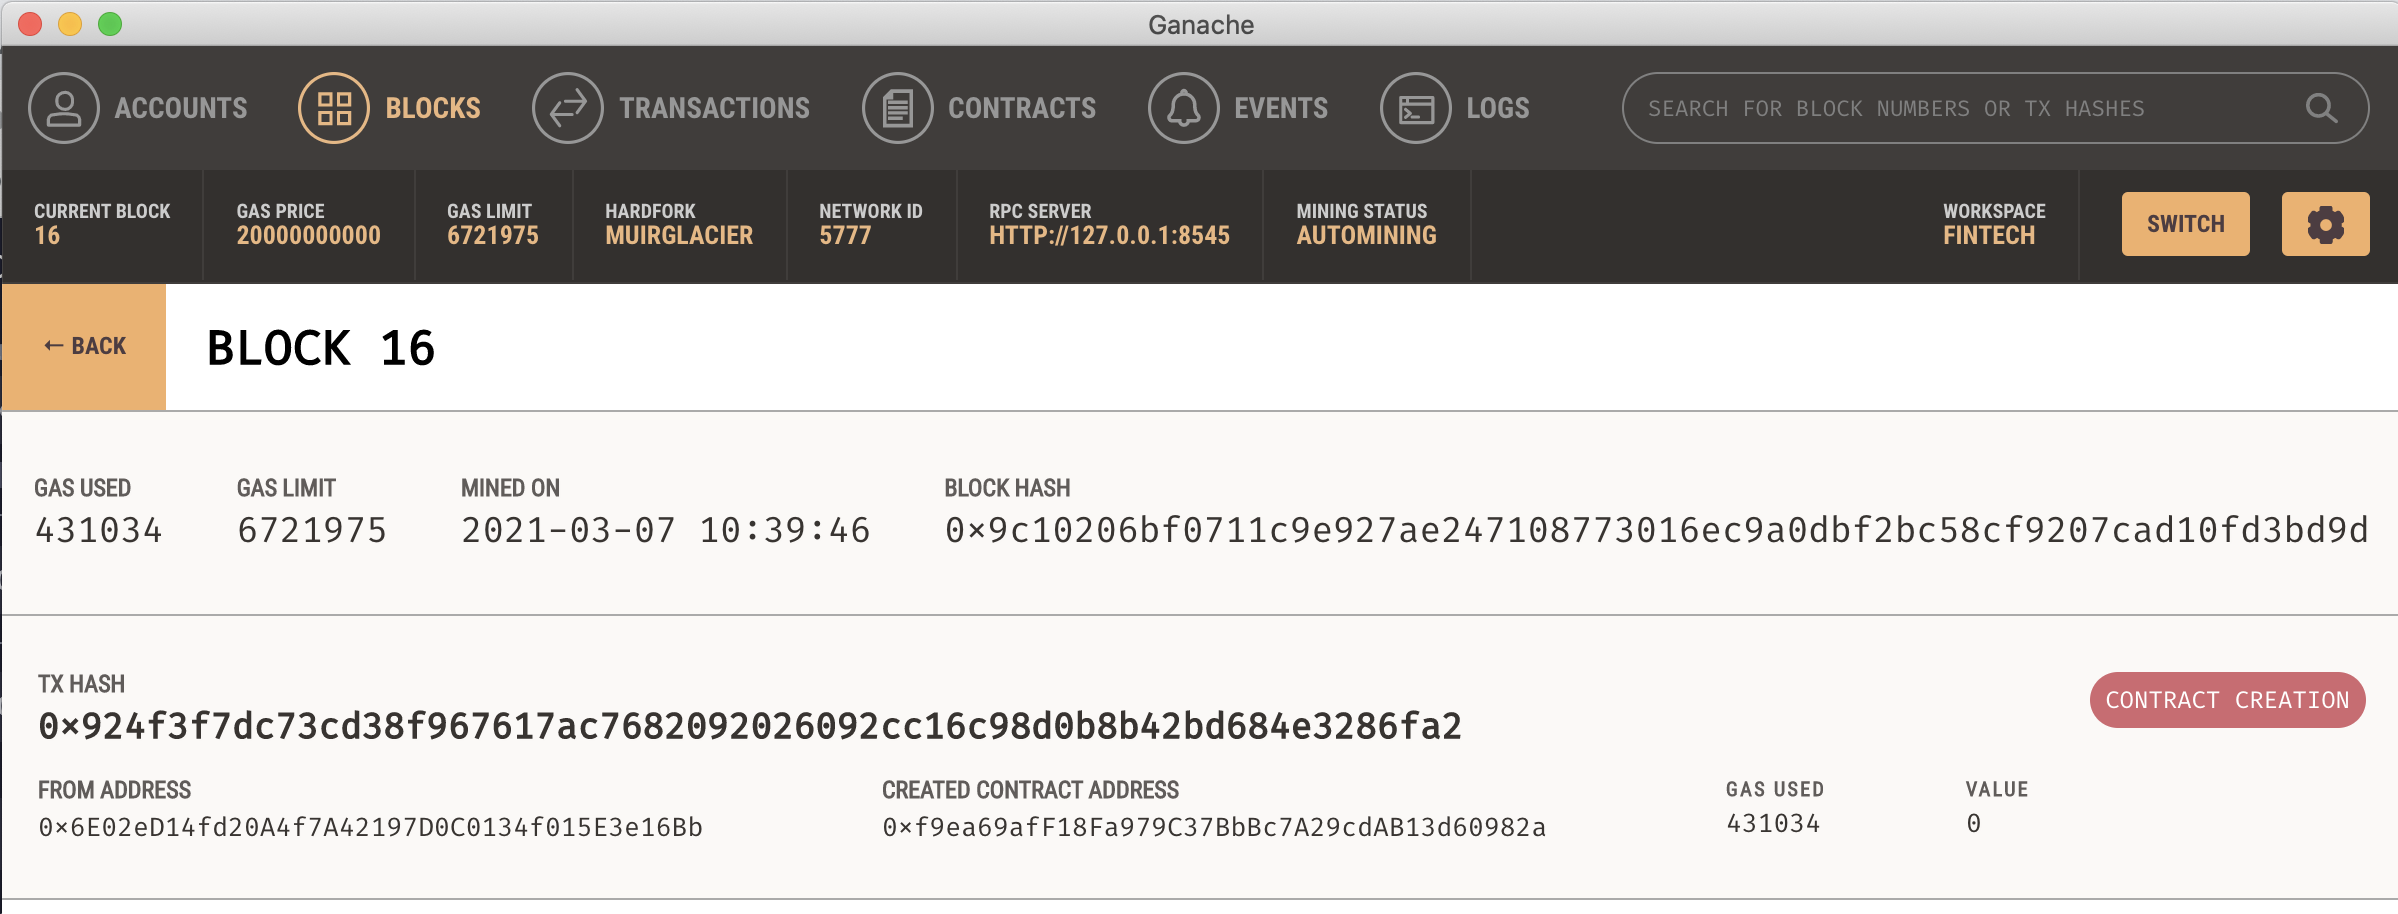 Ganache
ACCOUNTS BLOCKS TRANSACTIONS CONTRACTS EVENTS LOGS SEARCH FOR BLOCK NUMBERS OR TX HASHES
CURRENT BLOCK GAS PRICE GAS LIMIT HARDFORK NETWORK ID RPC SERVER MINING STATUS WORKSPACE
16 20000000000 6721975 MUIRGLACIER 5777 HTTP://127.0.0.1:8545 AUTOMINING FINTECH SWITCH
← BACK BLOCK 16
GAS USED GAS LIMIT MINED ON BLOCK HASH
431034 6721975 2021-03-07 10:39:46 0×9c10206bf0711c9e927ae247108773016ec9a0dbf2bc58cf9207cad10fd3bd9d
TX HASH
0×924f3f7dc73cd38f967617ac7682092026092cc16c98d0b8b42bd684e3286fa2 CONTRACT CREATION
FROM ADDRESS CREATED CONTRACT ADDRESS GAS USED VALUE
0×6E02eD14fd20A4f7A42197D0C0134f015E3e16Bb 0×f9ea69afF18Fa979C37BbBc7A29cdAB13d60982a 431034 0